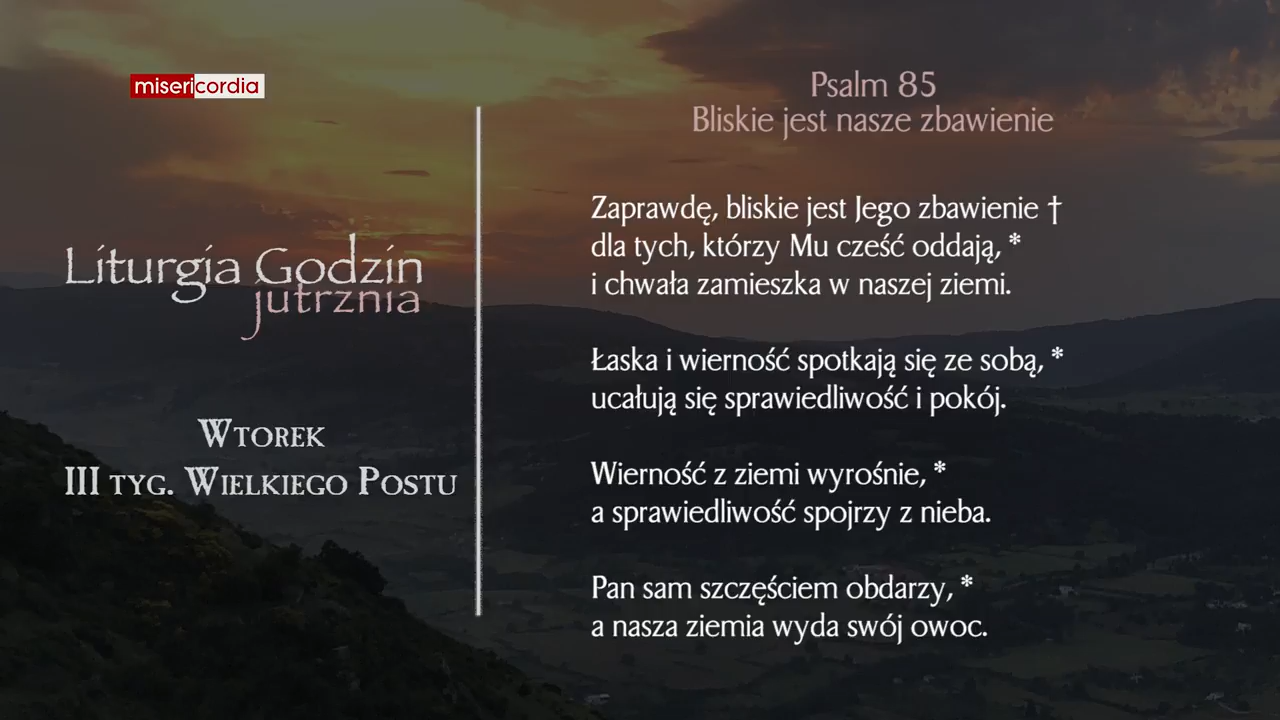 misericordia
Liturgia Godzin
jutrznia
Wtorek
III tyg. Wielkiego Postu
Psalm 85
Bliskie jest nasze zbawienie
Zaprawdę, bliskie jest Jego zbawienie †
dla tych, którzy Mu cześć oddają, *
i chwała zamieszka w naszej ziemi.
Łaska i wierność spotkają się ze sobą, *
ucałują się sprawiedliwość i pokój.
Wierność z ziemi wyrośnie, *
a sprawiedliwość spojrzy z nieba.
Pan sam szczęściem obdarzy, *
a nasza ziemia wyda swój owoc.